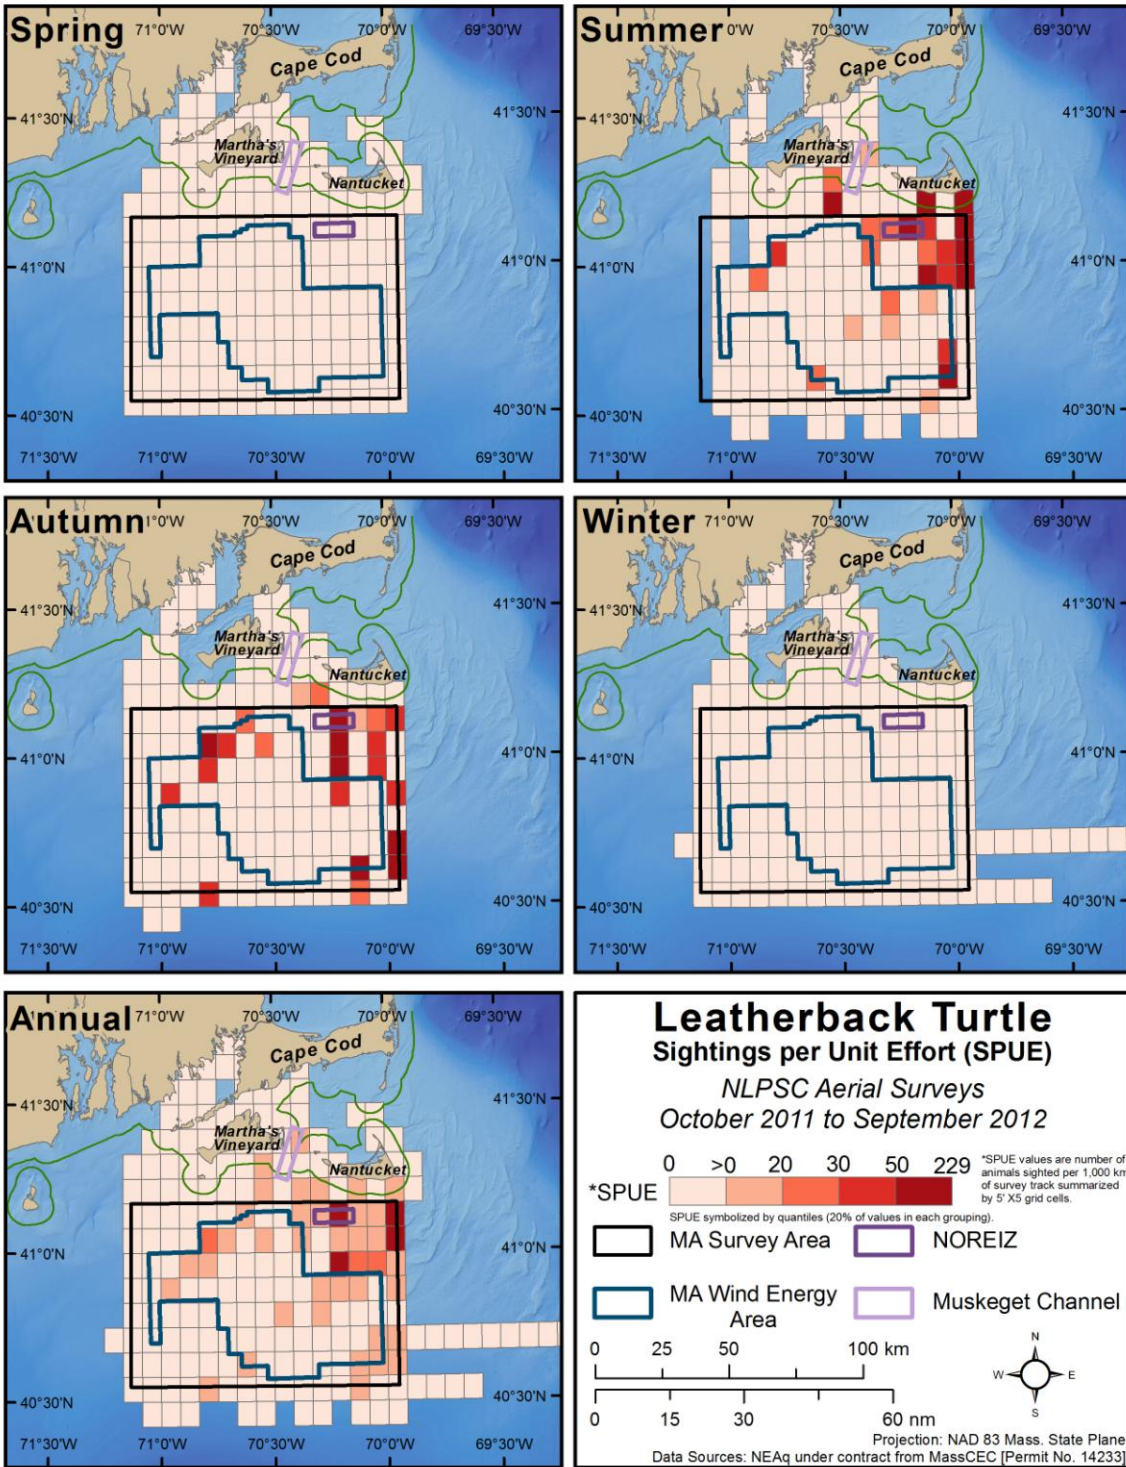 Spring
71°0'W
70°30'W
70°0'W
69°30'W
Cape Cod
41°30'N
41°30'N
Martha's
Vineyard
Nantucket
41°0'N
41°0'N
40°30'N
40°30'N
71°30'W
71°0'W
70°30'W
70°0'W
69°30'W
Summer
°0'W
70°30'W
70°0'W
69°30'W
Cape Cod
41°30'N
41°30'N
Martha's
Vineyard
Nantucket
41°0'N
41°0'N
40°30'N
40°30'N
71°30'W
71°0'W
70°30'W
70°0'W
69°30'W
Autumn
°0'W
70°30'W
70°0'W
69°30'W
Cape Cod
41°30'N
41°30'N
Martha's
Vineyard
Nantucket
41°0'N
41°0'N
40°30'N
40°30'N
71°30'W
71°0'W
70°30'W
70°0'W
69°30'W
Winter
71°0'W
70°30'W
70°0'W
69°30'W
Cape Cod
41°30'N
41°30'N
Martha's
Vineyard
Nantucket
41°0'N
41°0'N
40°30'N
40°30'N
71°30'W
71°0'W
70°30'W
70°0'W
69°30'W
Annual
71°0'W
70°30'W
70°0'W
69°30'W
Cape Cod
41°30'N
41°30'N
Martha's
Vineyard
Nantucket
41°0'N
41°0'N
40°30'N
40°30'N
71°30'W
71°0'W
70°30'W
70°0'W
69°30'W
Leatherback Turtle
Sightings per Unit Effort (SPUE)
NLPSC Aerial Surveys
October 2011 to September 2012
0 >0 20 30 50 229
*SPUE
*SPUE values are number of
animals sighted per 1,000 km
of survey track summarized
by 5' X5 grid cells.
SPUE symbolized by quantiles (20% of values in each grouping).
MA Survey Area
NOREIZ
MA Wind Energy
Area
Muskeget Channel
0 25 50 100 km
0 15 30 60 nm
N
W E
S
Projection: NAD 83 Mass. State Plane
Data Sources: NEAq under contract from MassCEC [Permit No. 14233]